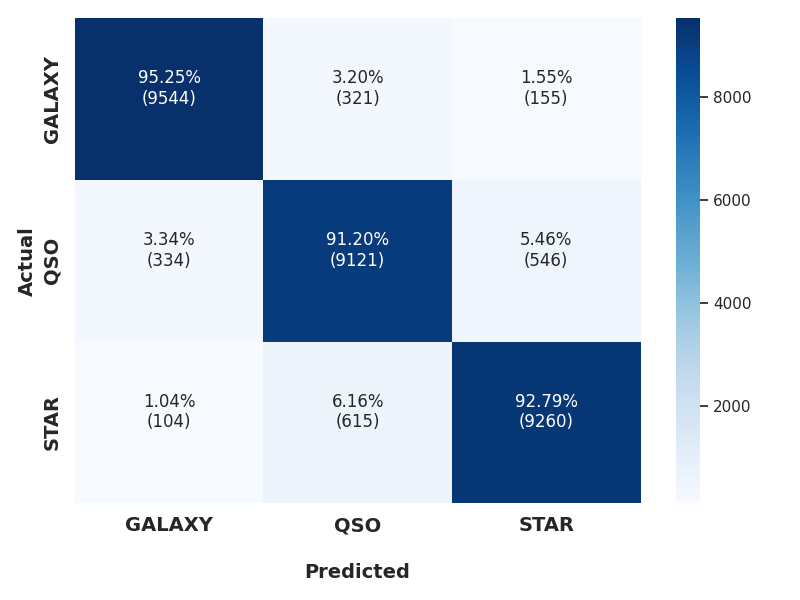 Actual
GALAXY
95.25%
(9544)
3.20%
(321)
1.55%
(155)
QSO
3.34%
(334)
91.20%
(9121)
5.46%
(546)
STAR
1.04%
(104)
6.16%
(615)
92.79%
(9260)
GALAXY
QSO
STAR
Predicted
8000
6000
4000
2000